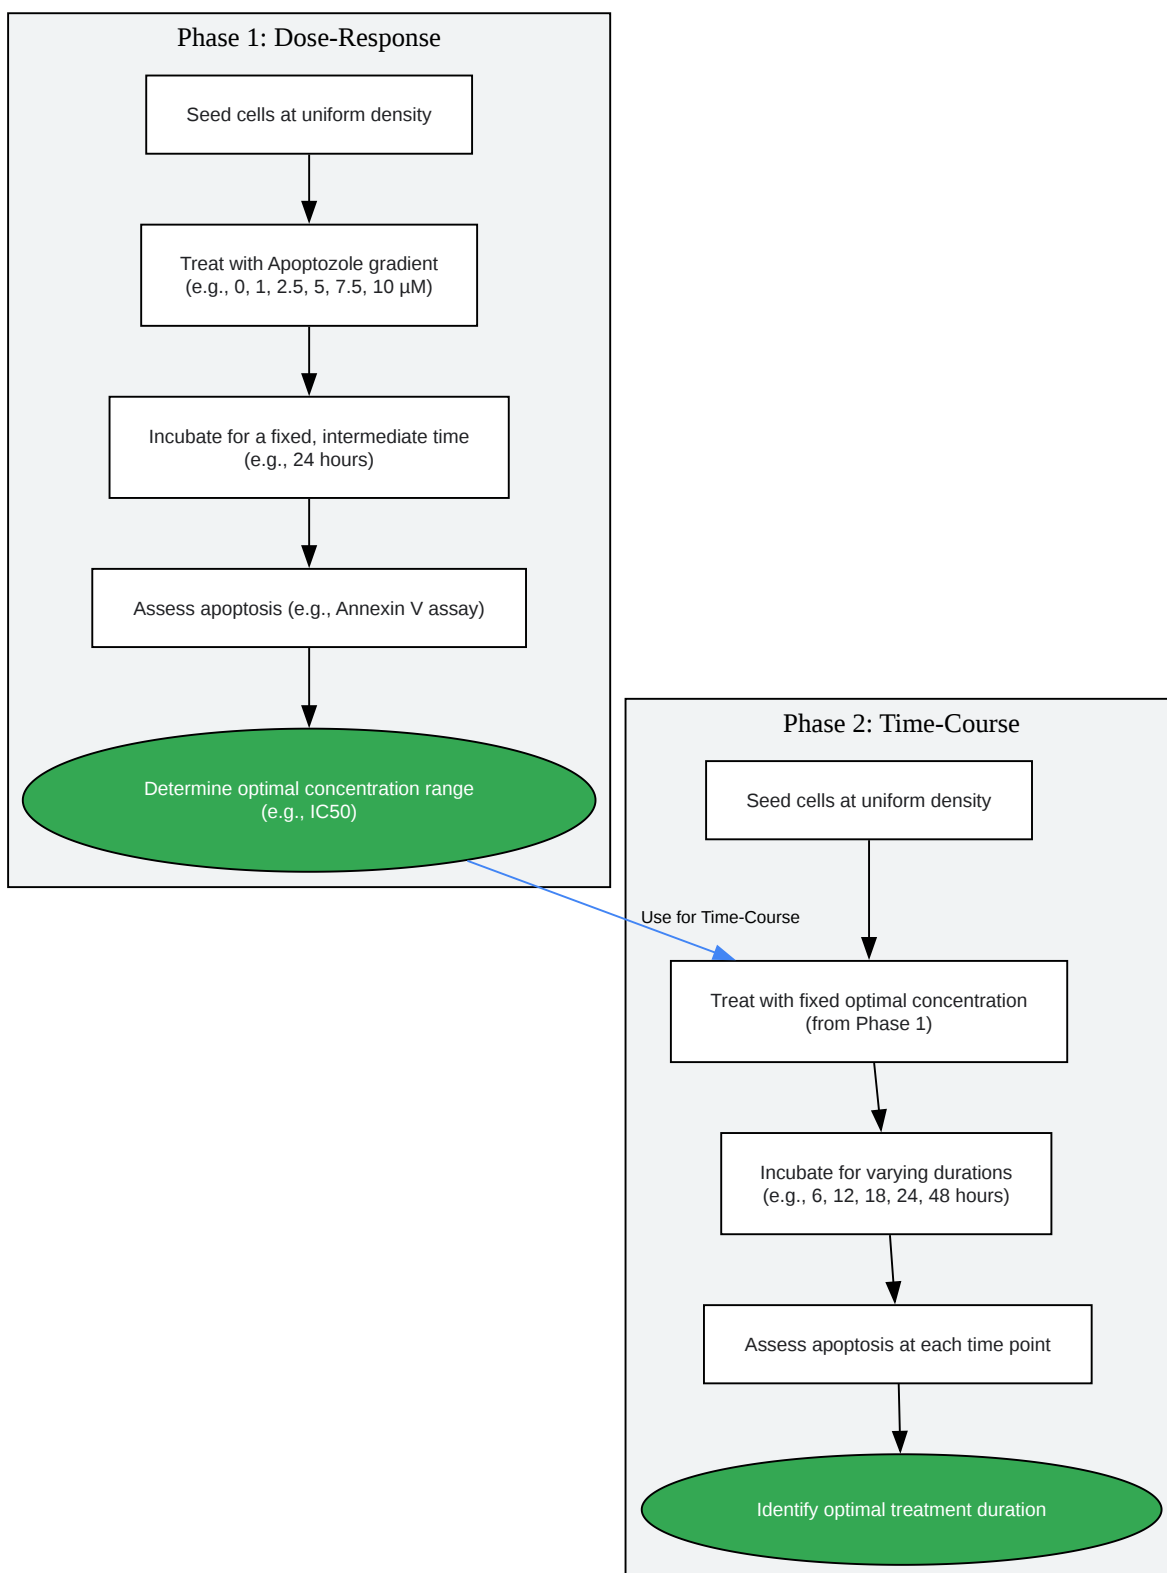 Phase 1: Dose-Response
Seed cells at uniform density
Treat with Apoptozole gradient
(e.g., 0, 1, 2.5, 5, 7.5, 10 µM)
Incubate for a fixed, intermediate time
(e.g., 24 hours)
Assess apoptosis (e.g., Annexin V assay)
Determine optimal concentration range
(e.g., IC50)
Use for Time-Course
Phase 2: Time-Course
Seed cells at uniform density
Treat with fixed optimal concentration
(from Phase 1)
Incubate for varying durations
(e.g., 6, 12, 18, 24, 48 hours)
Assess apoptosis at each time point
Identify optimal treatment duration